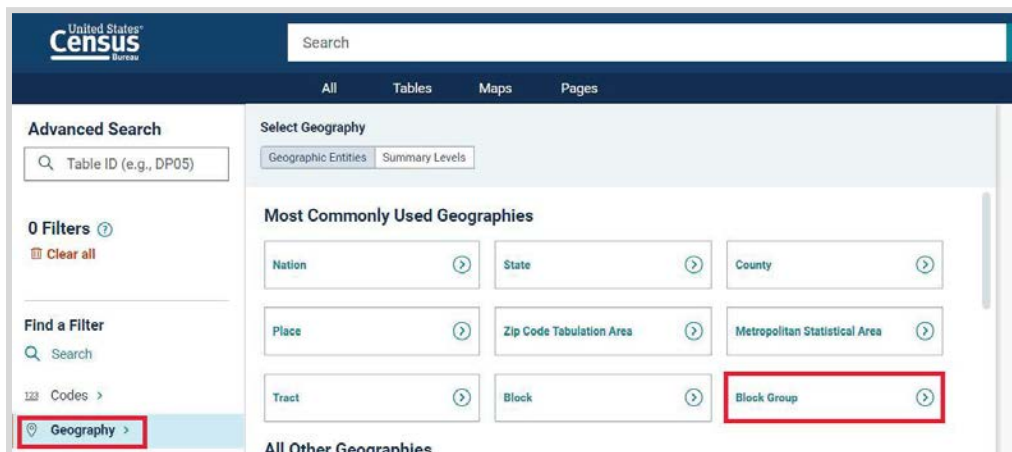 United States®
Census
Bureau
Search
All Tables Maps Pages
Advanced Search
Table ID (e.g., DP05)
0 Filters ?
Clear all
Find a Filter
Search
123 Codes >
Geography >
Select Geography
Geographic Entities Summary Levels
Most Commonly Used Geographies
Nation State County
Place Zip Code Tabulation Area Metropolitan Statistical Area
Tract Block Block Group
All Other Geographies